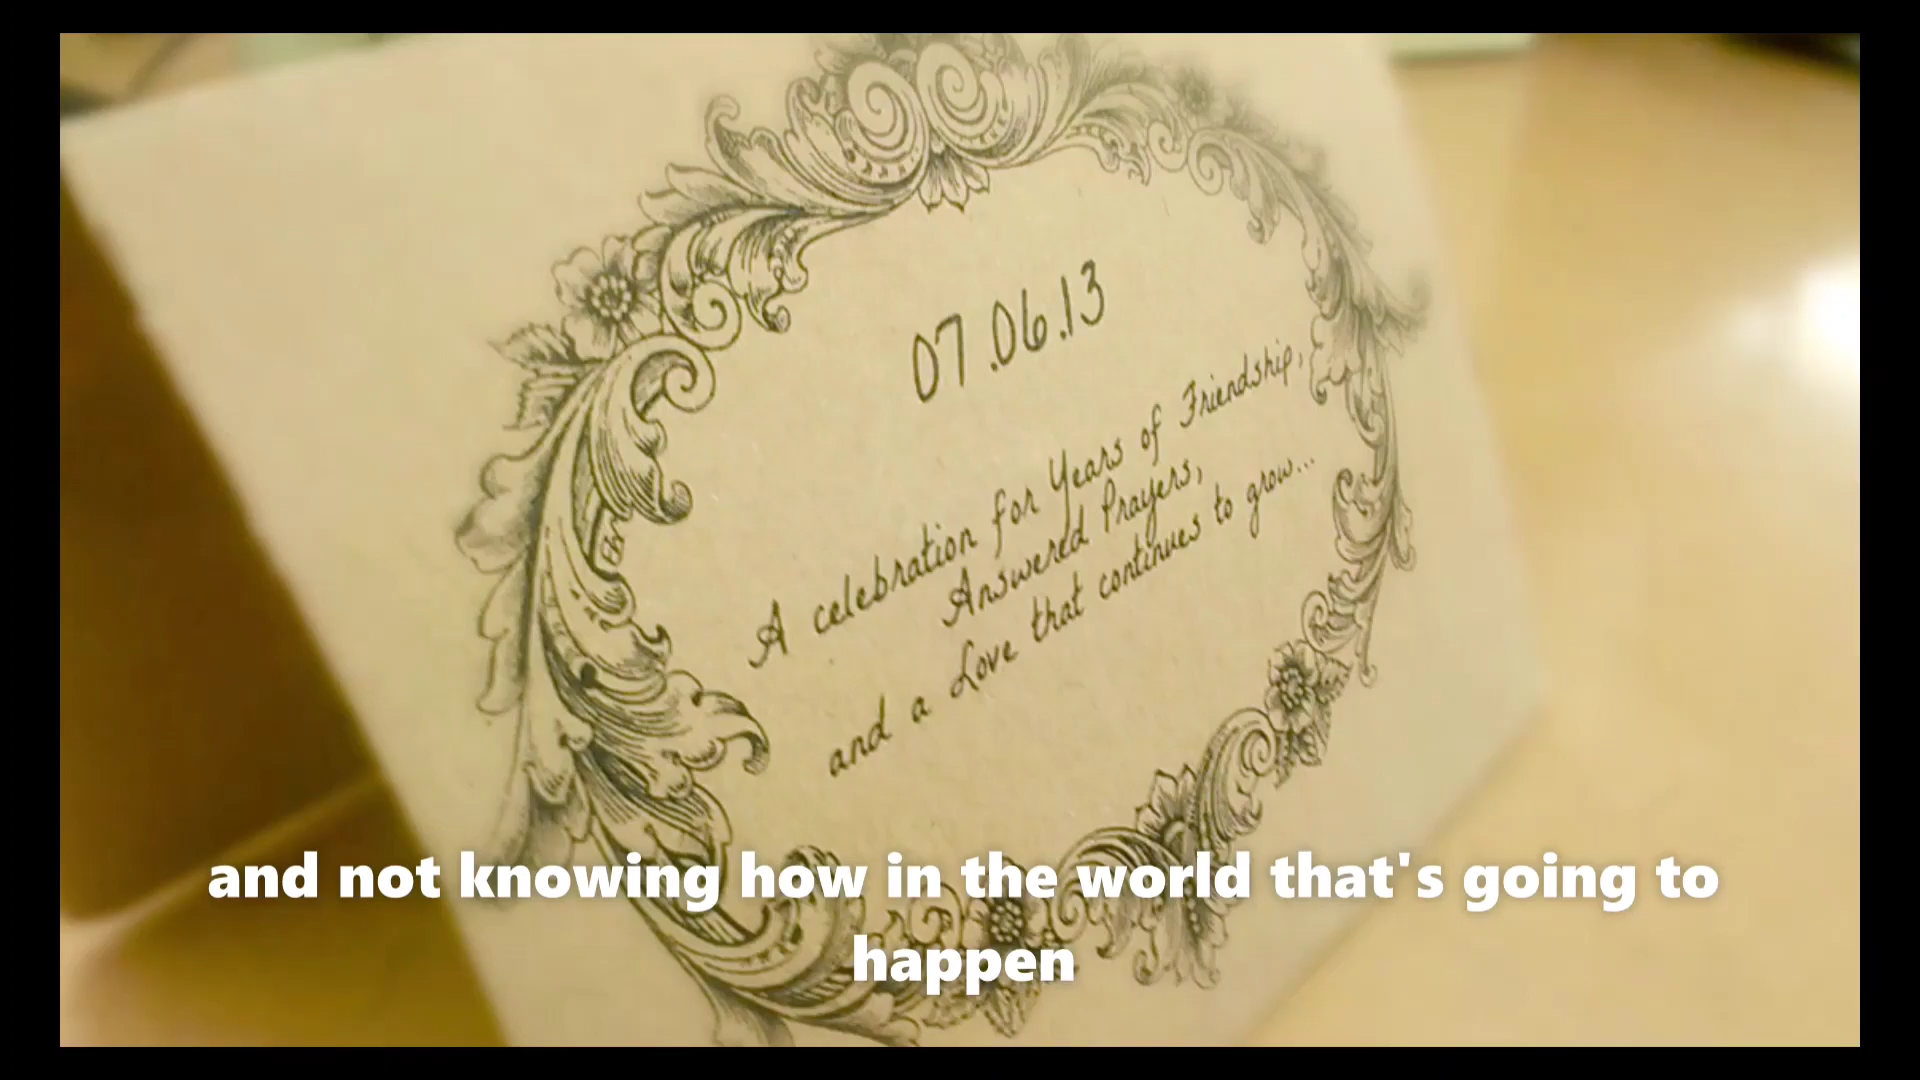 07.06.13
A celebration for Years of Friendship,
Answered Prayers,
and a Love that continues to grow...
and not knowing how in the world that's going to
happen